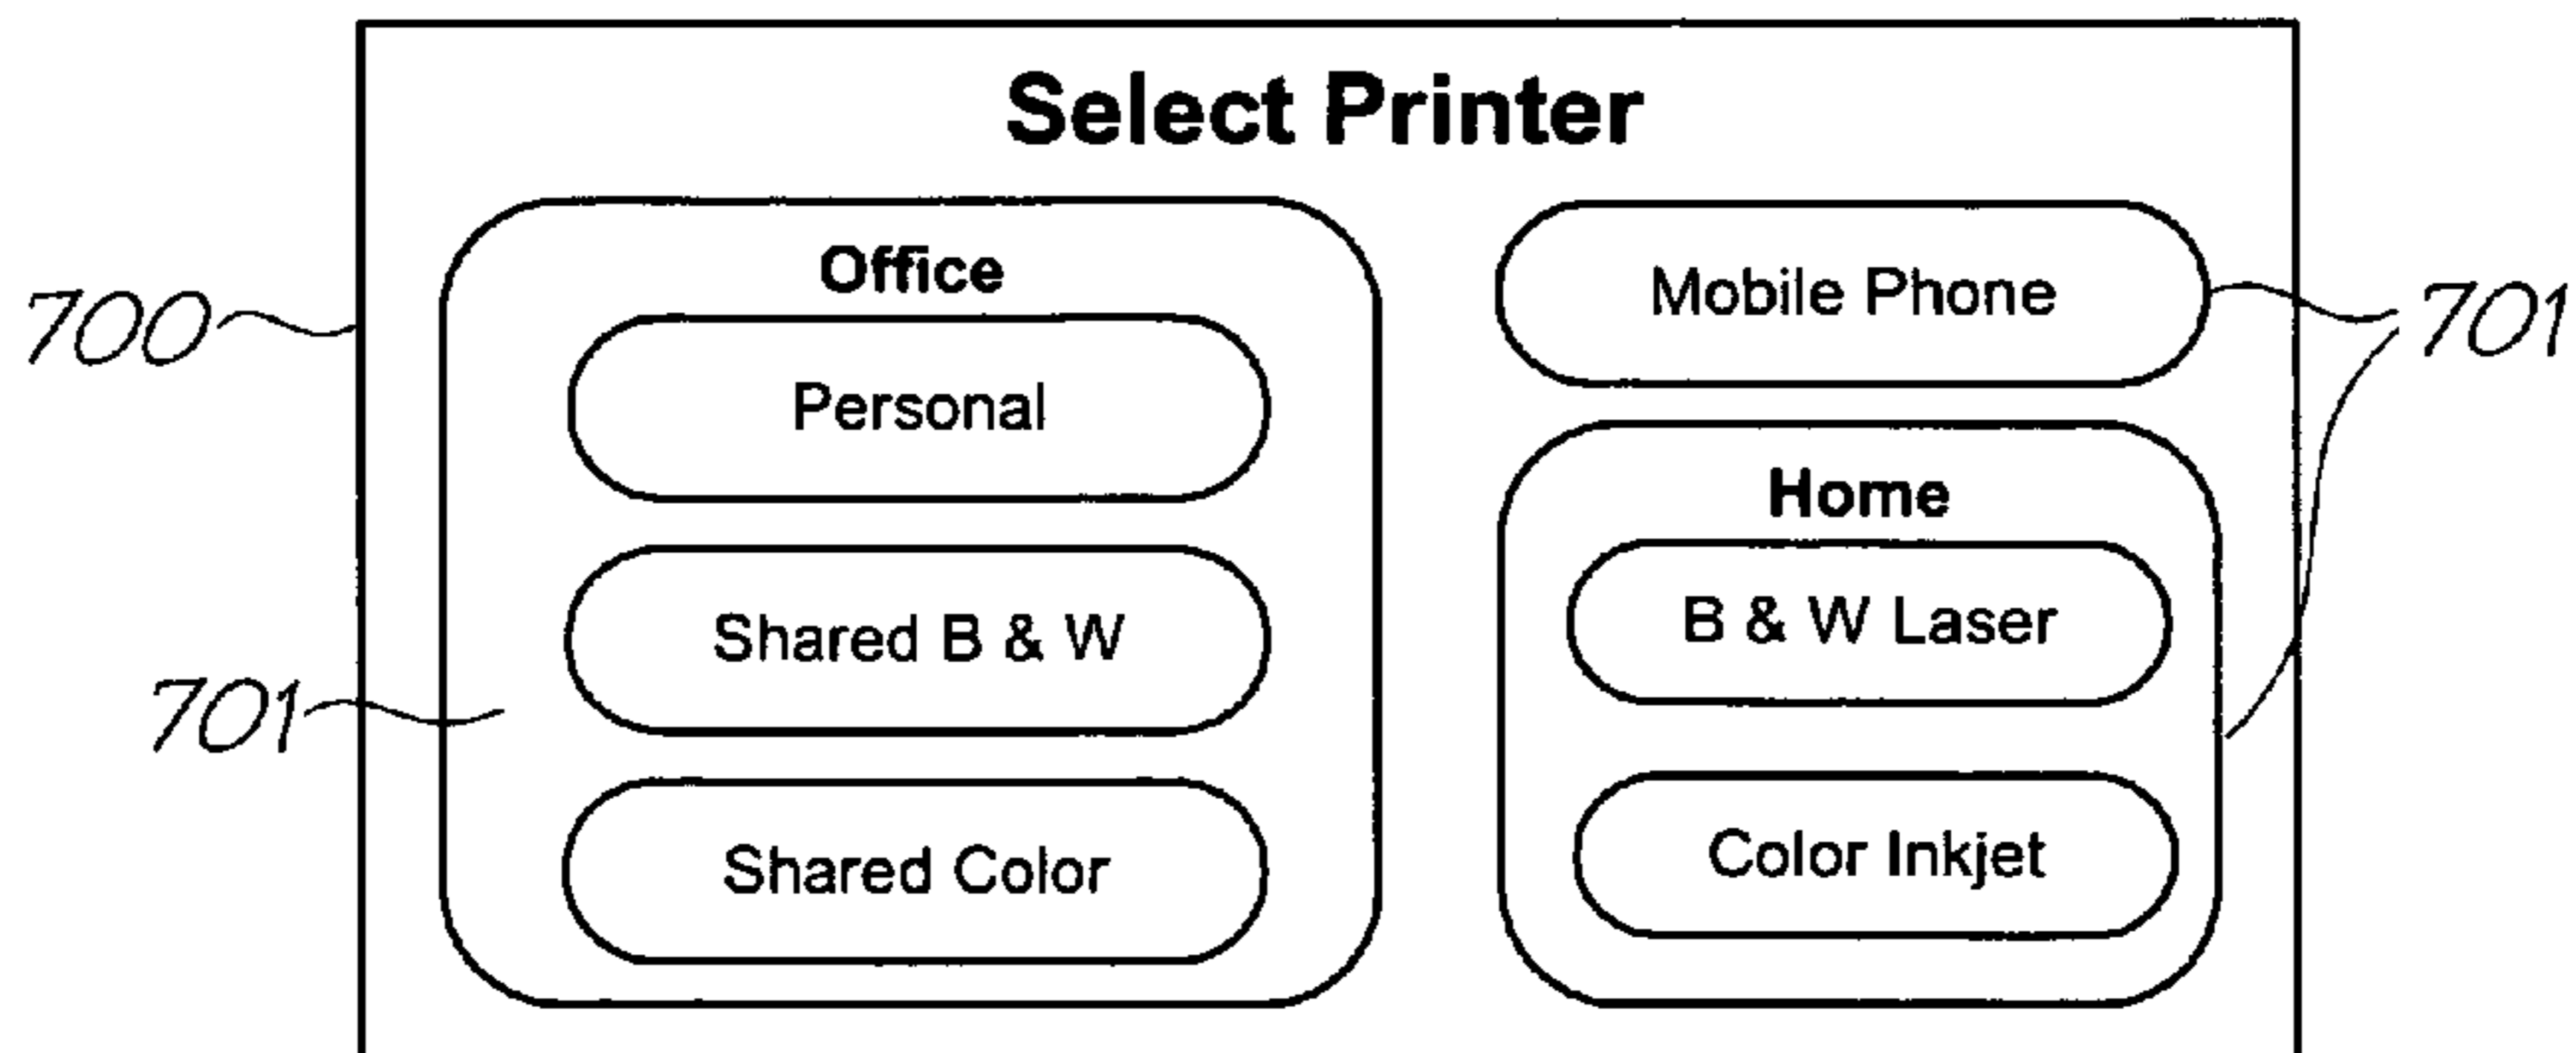 Select Printer
700
Office
Personal
Shared B & W
701
Shared Color
Mobile Phone
701
Home
B & W Laser
Color Inkjet